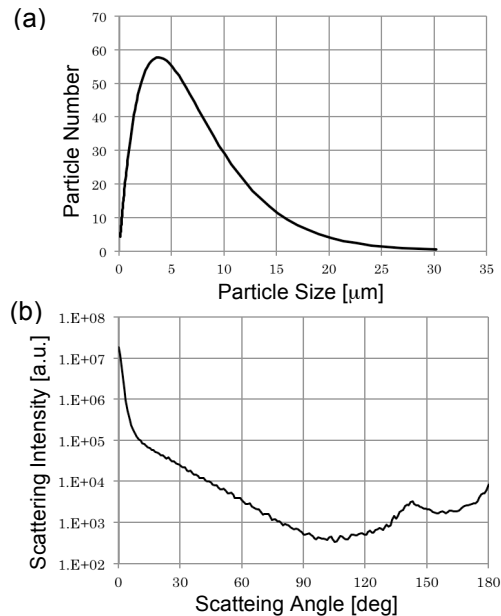 (a)
70
60
50
40
30
20
10
0
Particle Number
0 5 10 15 20 25 30 35
Particle Size [μm]
(b)
1.E+08
1.E+07
1.E+06
1.E+05
1.E+04
1.E+03
1.E+02
Scattering Intensity [a.u.]
0 30 60 90 120 150 180
Scatteing Angle [deg]